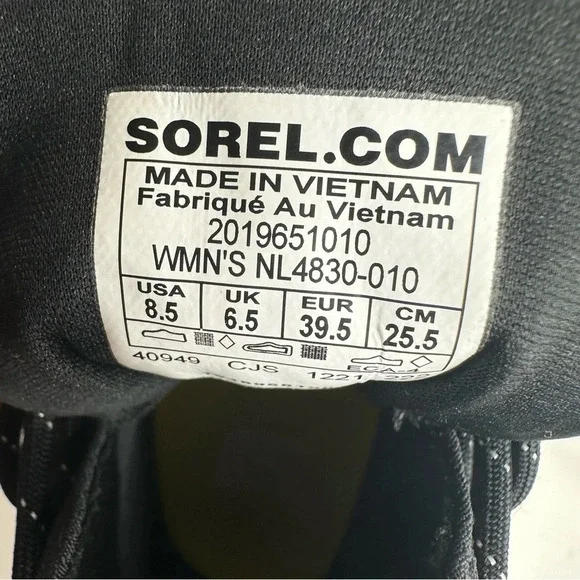 SOREL.COM
MADE IN VIETNAM
Fabriqué Au Vietnam
2019651010
WMN'S NL4830-010
USA UK EUR CM
8.5 6.5 39.5 25.5
40949 CJS 1221